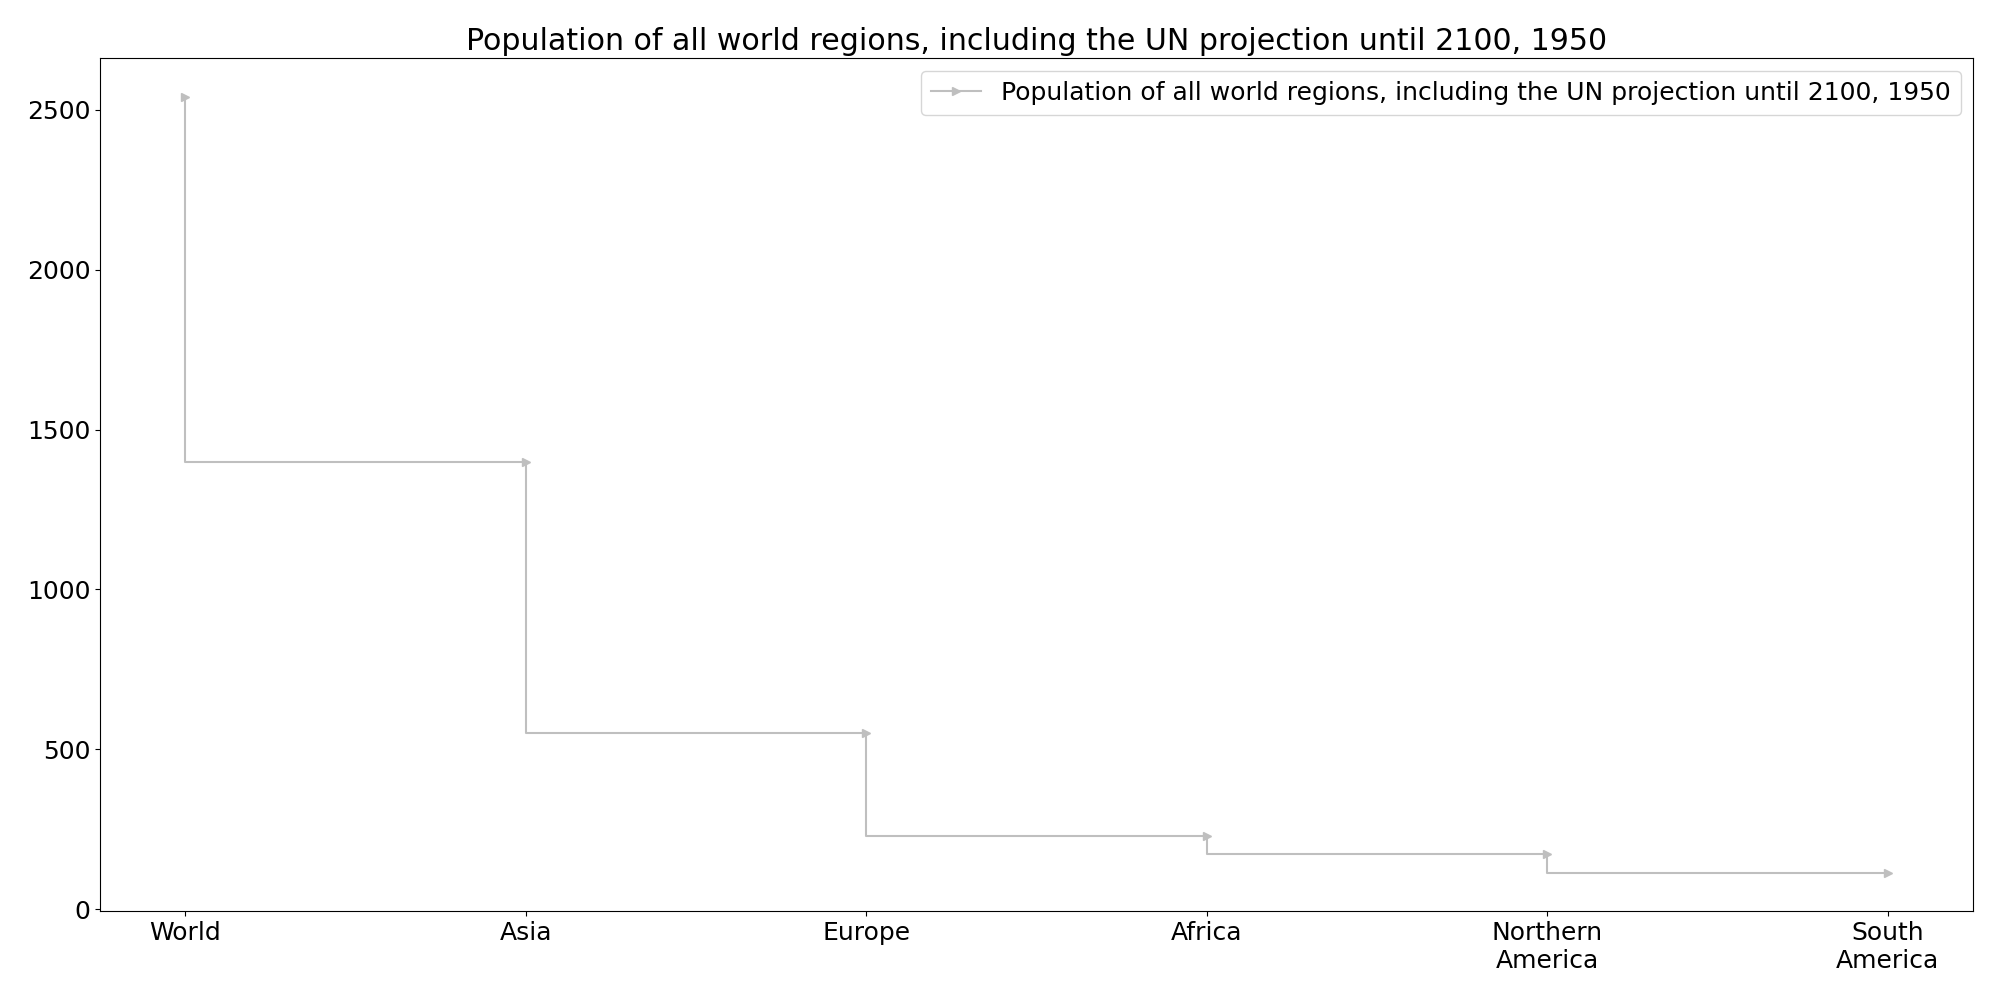 Population of all world regions, including the UN projection until 2100, 1950
Population of all world regions, including the UN projection until 2100, 1950
2500
2000
1500
1000
500
0
World
Asia
Europe
Africa
Northern
America
South
America